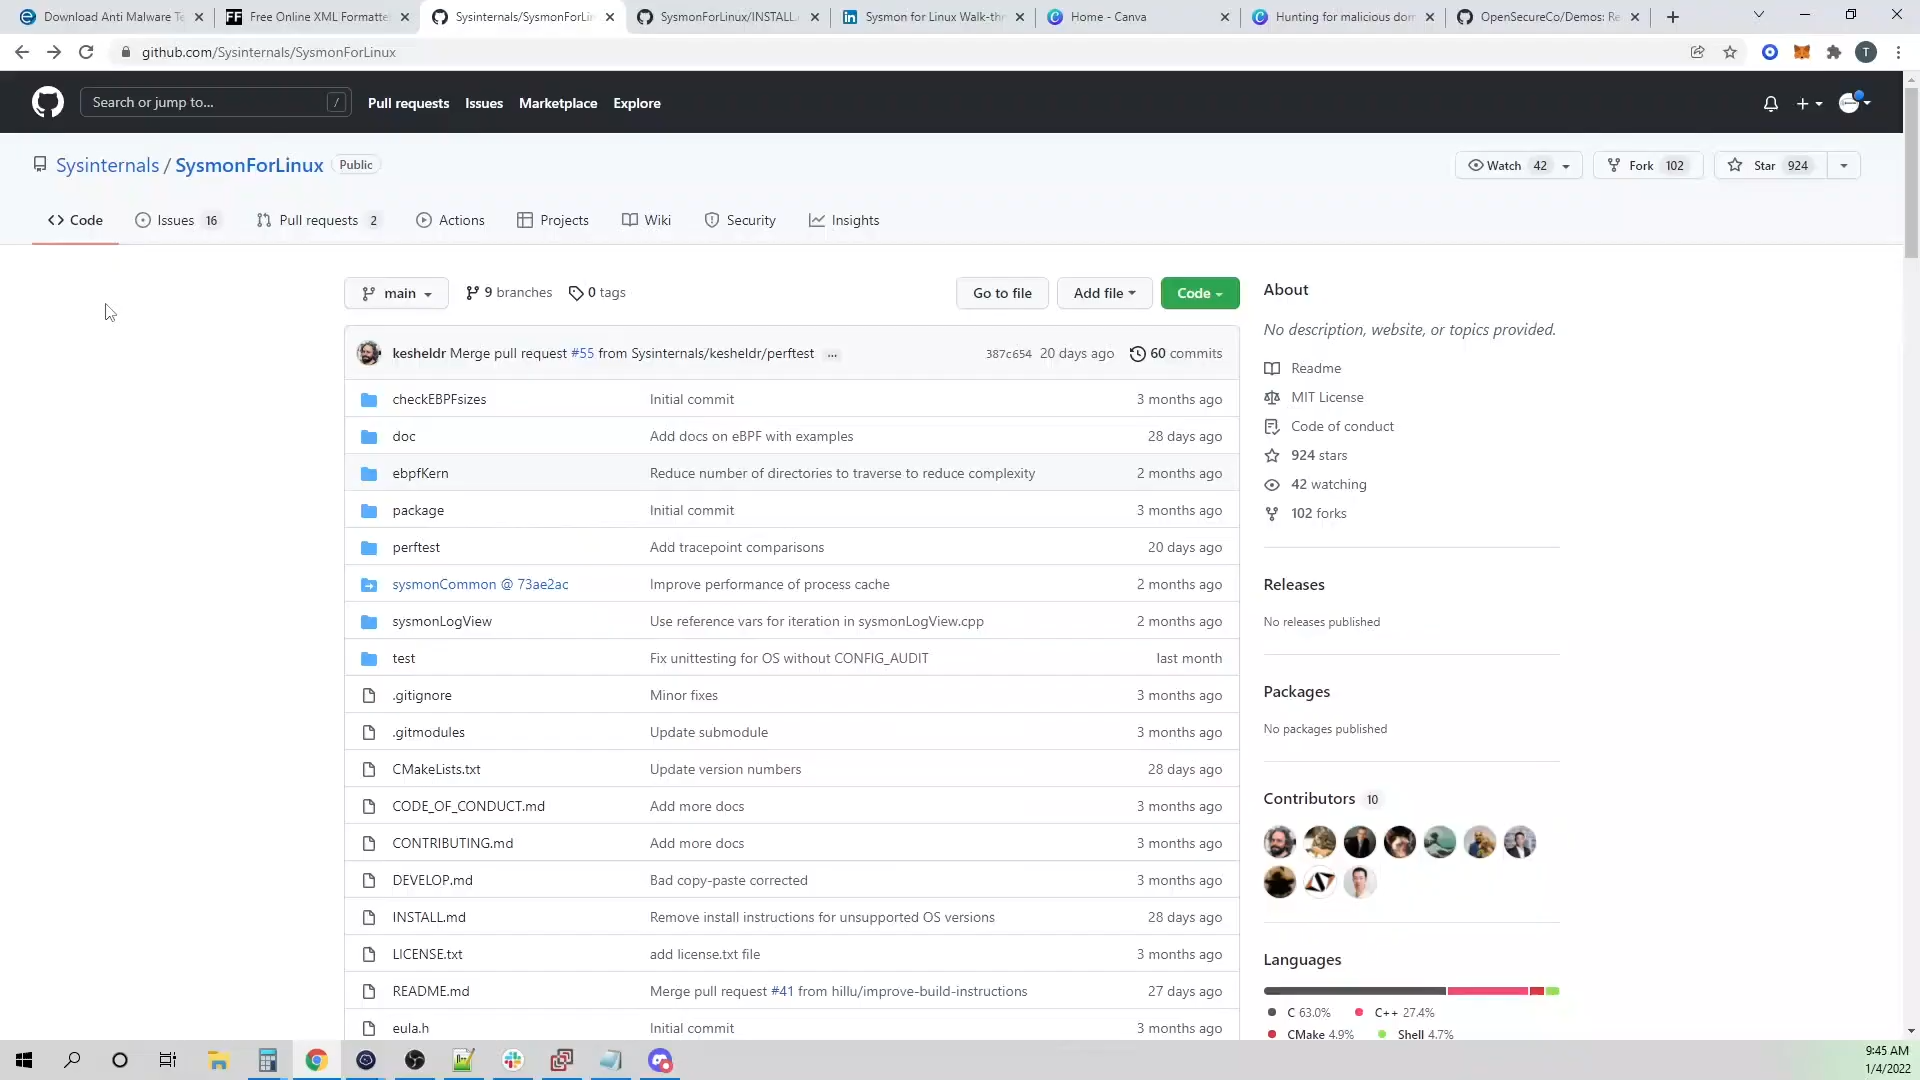 Download Anti Malware Te
Free Online XML Formatte
Sysinternals/SysmonForLin
SysmonForLinux/INSTALL.
Sysmon for Linux Walk-thr
Home - Canva
Hunting for malicious dom
OpenSecureCo/Demos: Re
github.com/Sysinternals/SysmonForLinux
T
Search or jump to...
/
Pull requests
Issues
Marketplace
Explore
Sysinternals / SysmonForLinux
Public
Watch 42
Fork 102
Star 924
Code
Issues 16
Pull requests 2
Actions
Projects
Wiki
Security
Insights
main
9 branches
0 tags
Go to file
Add file
Code
About
No description, website, or topics provided.
kesheldr Merge pull request #55 from Sysinternals/kesheldr/perftest ... 387c654 20 days ago 60 commits
Readme
MIT License
Code of conduct
924 stars
42 watching
102 forks
checkEBPFsizes Initial commit 3 months ago
doc Add docs on eBPF with examples 28 days ago
ebpfKern Reduce number of directories to traverse to reduce complexity 2 months ago
package Initial commit 3 months ago
perftest Add tracepoint comparisons 20 days ago
sysmonCommon @ 73ae2ac Improve performance of process cache 2 months ago
sysmonLogView Use reference vars for iteration in sysmonLogView.cpp 2 months ago
test Fix unittesting for OS without CONFIG_AUDIT last month
.gitignore Minor fixes 3 months ago
.gitmodules Update submodule 3 months ago
CMakeLists.txt Update version numbers 28 days ago
CODE_OF_CONDUCT.md Add more docs 3 months ago
CONTRIBUTING.md Add more docs 3 months ago
DEVELOP.md Bad copy-paste corrected 3 months ago
INSTALL.md Remove install instructions for unsupported OS versions 28 days ago
LICENSE.txt add license.txt file 3 months ago
README.md Merge pull request #41 from hillu/improve-build-instructions 27 days ago
eula.h Initial commit 3 months ago
Releases
No releases published
Packages
No packages published
Contributors 10
Languages
C 63.0% C++ 27.4%
CMake 4.9% Shell 4.7%
9:45 AM
1/4/2022